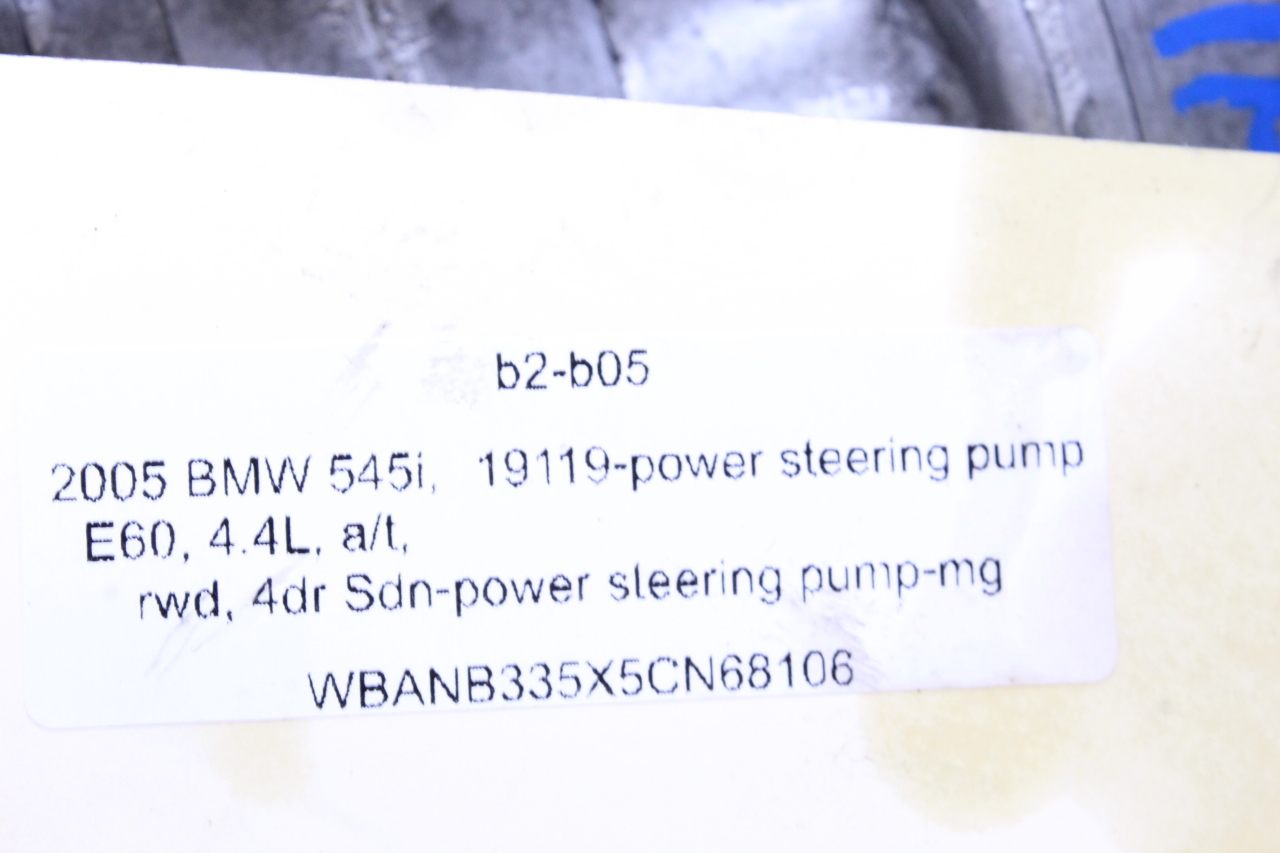 b2-b05
2005 BMW 545i, 19119-power steering pump
E60, 4.4L, a/t,
rwd, 4dr Sdn-power steering pump-mg
WBANB335X5CN68106